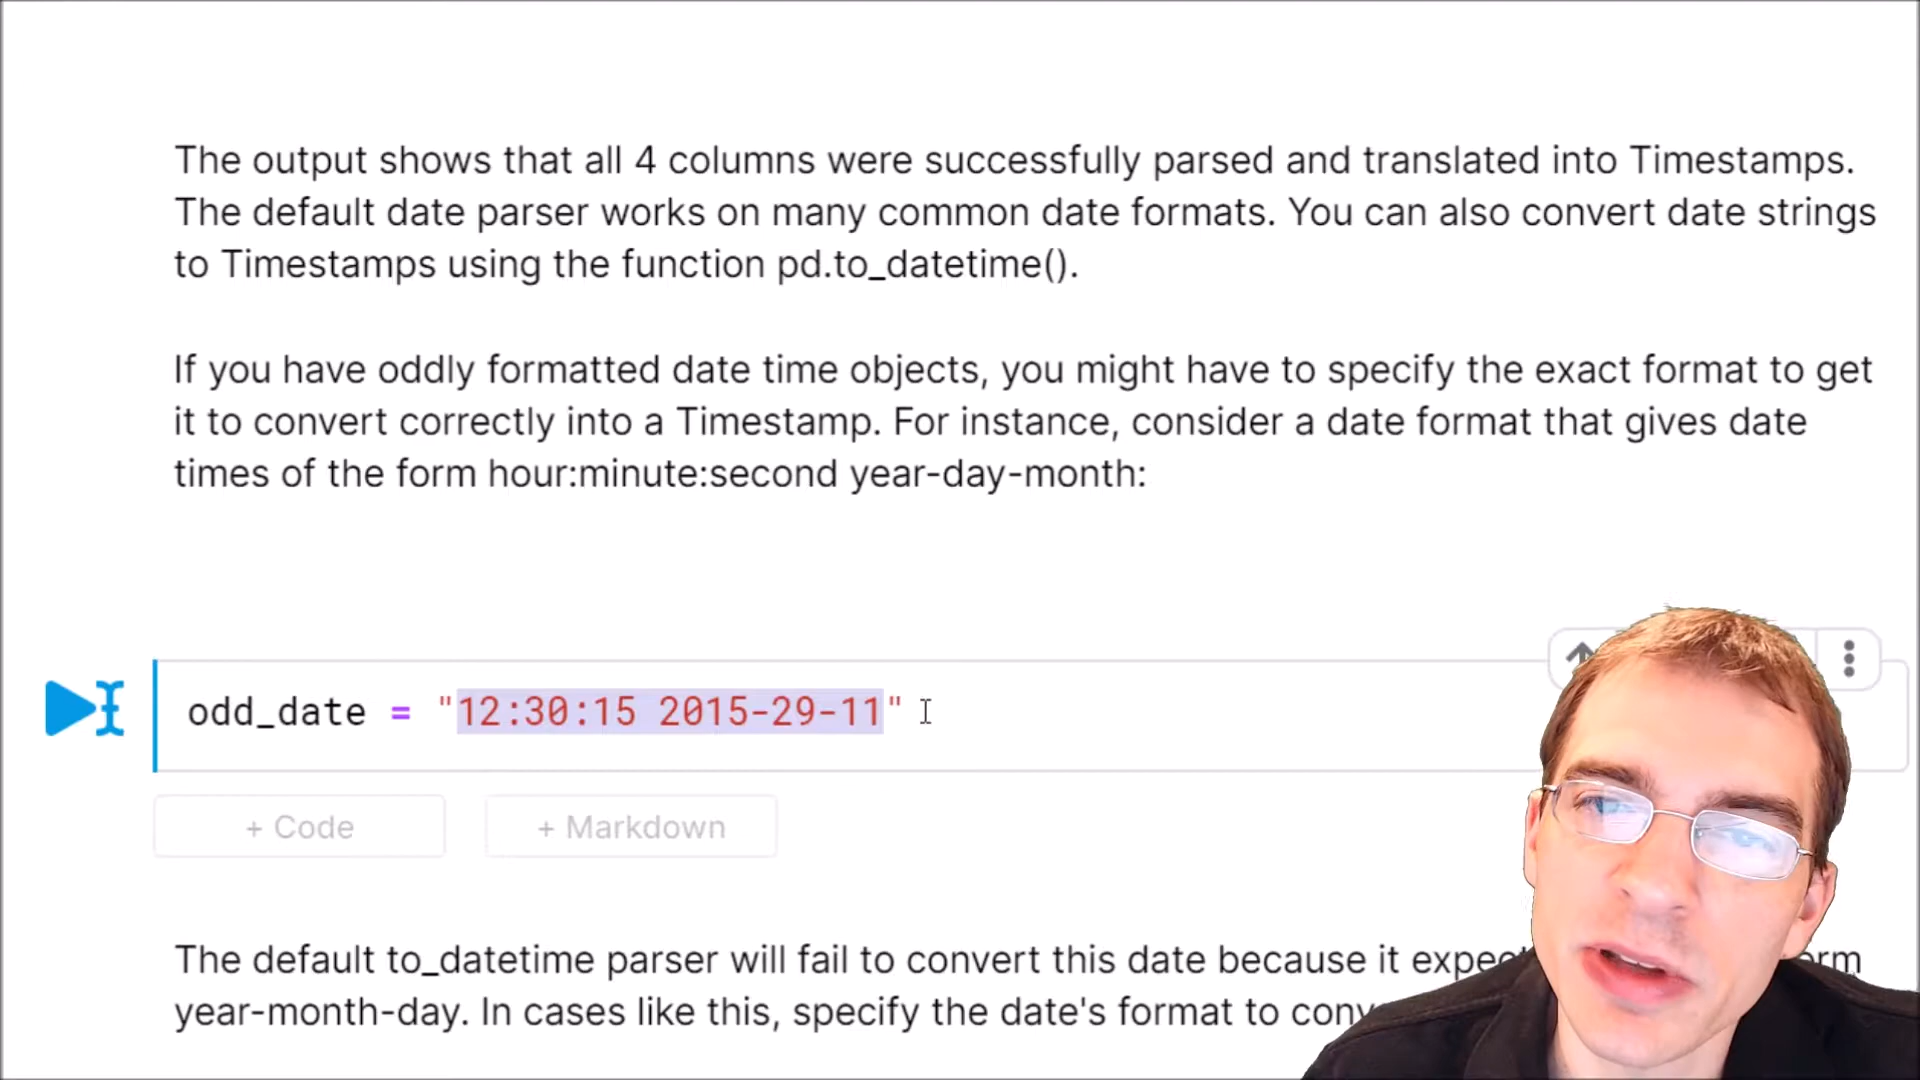 The output shows that all 4 columns were successfully parsed and translated into Timestamps.
The default date parser works on many common date formats. You can also convert date strings
to Timestamps using the function pd.to_datetime().
If you have oddly formatted date time objects, you might have to specify the exact format to get
it to convert correctly into a Timestamp. For instance, consider a date format that gives date
times of the form hour:minute:second year-day-month:
odd_date = "12:30:15 2015-29-11"
+ Code
+ Markdown
The default to_datetime parser will fail to convert this date because it
year-month-day. In cases like this, specify the date's format to